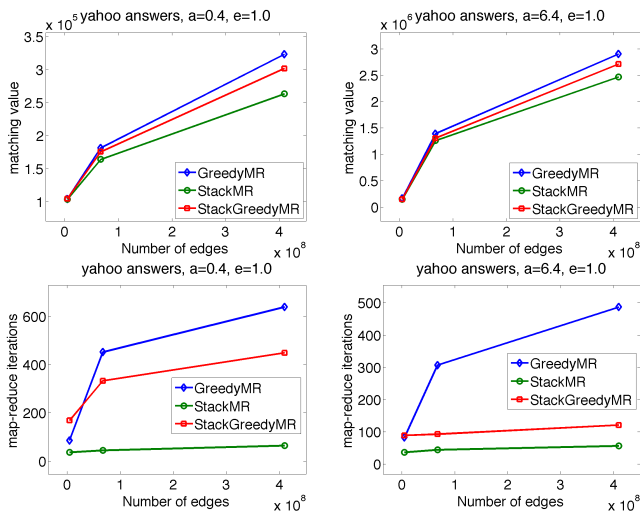 x 10^5 yahoo answers, a=0.4, e=1.0
3.5
3
2.5
2
1.5
1
matching value
GreedyMR
StackMR
StackGreedyMR
0 1 2 3 4
Number of edges
x 10^8
x 10^6 yahoo answers, a=6.4, e=1.0
3
2.5
2
1.5
1
0.5
0
matching value
GreedyMR
StackMR
StackGreedyMR
0 1 2 3 4
Number of edges
x 10^8
yahoo answers, a=0.4, e=1.0
600
400
200
0
map-reduce iterations
GreedyMR
StackMR
StackGreedyMR
0 1 2 3 4
Number of edges
x 10^8
yahoo answers, a=6.4, e=1.0
500
400
300
200
100
0
map-reduce iterations
GreedyMR
StackMR
StackGreedyMR
0 1 2 3 4
Number of edges
x 10^8